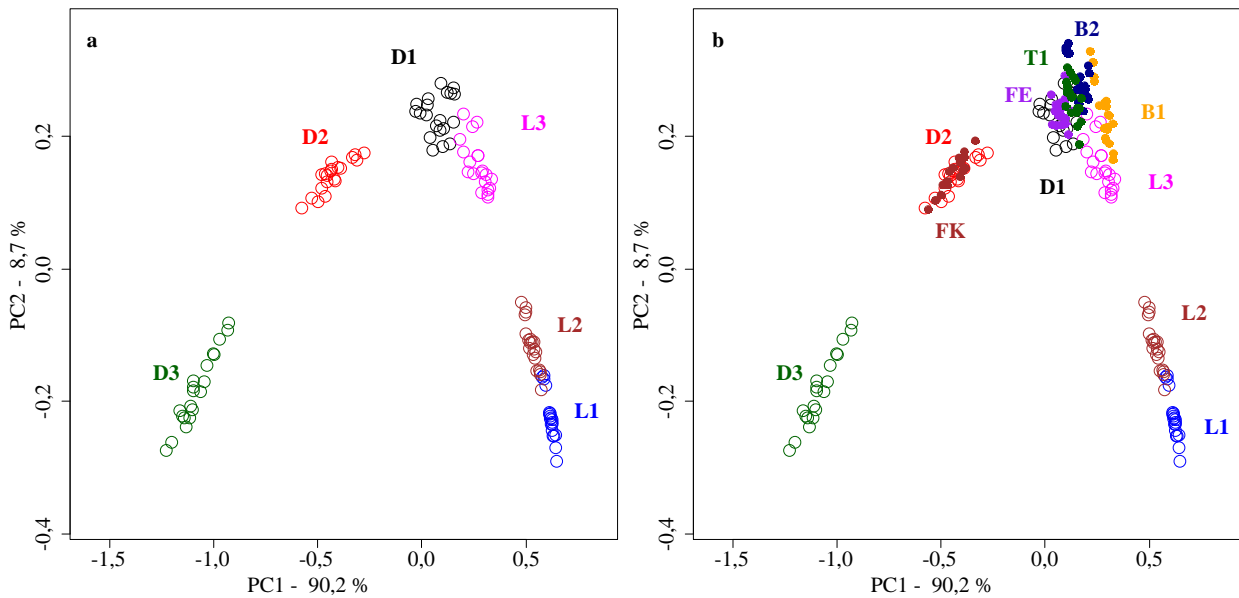 a
D1
L3
D2
D3
L2
L1
0,2
0,0
-0,2
-0,4
PC2 - 8,7 %
-1,5 -1,0 -0,5 0,0 0,5
PC1 - 90,2 %
b
B2
T1
FE
B1
D2
D1
L3
FK
D3
L2
L1
0,2
0,0
-0,2
-0,4
PC2 - 8,7 %
-1,5 -1,0 -0,5 0,0 0,5
PC1 - 90,2 %